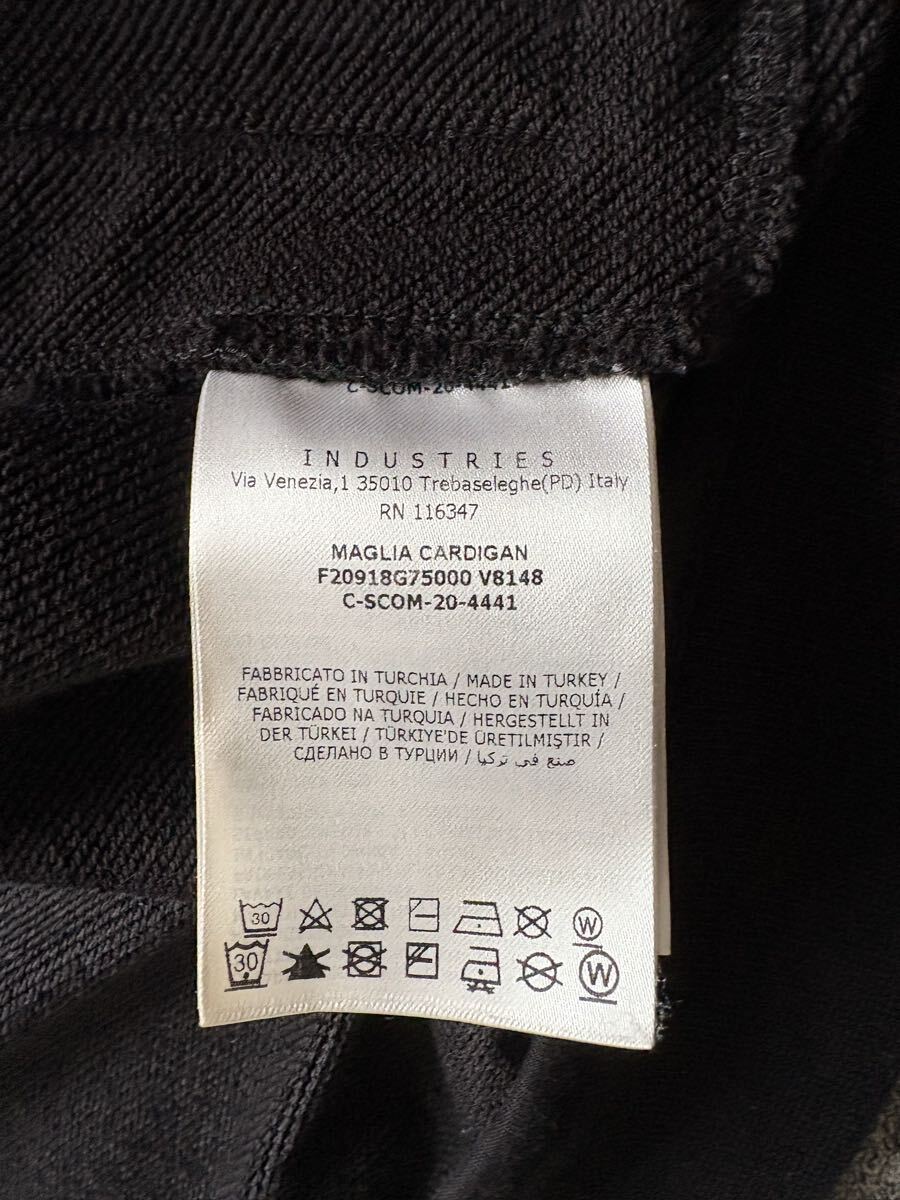 C-SCOM-20-4441
INDUSTRIES
Via Venezia,1 35010 Trebaseleghe(PD) Italy
RN 116347
MAGLIA CARDIGAN
F20918G75000 V8148
C-SCOM-20-4441
FABBRICATO IN TURCHIA / MADE IN TURKEY /
FABRIQUÉ EN TURQUIE / HECHO EN TURQUÍA /
FABRICADO NA TURQUIA / HERGESTELLT IN
DER TÜRKEI / TÜRKIYE'DE ÜRETILMIŞTIR /
СДЕЛАНО В ТУРЦИИ / صنع في تركيا
30 W
30 W